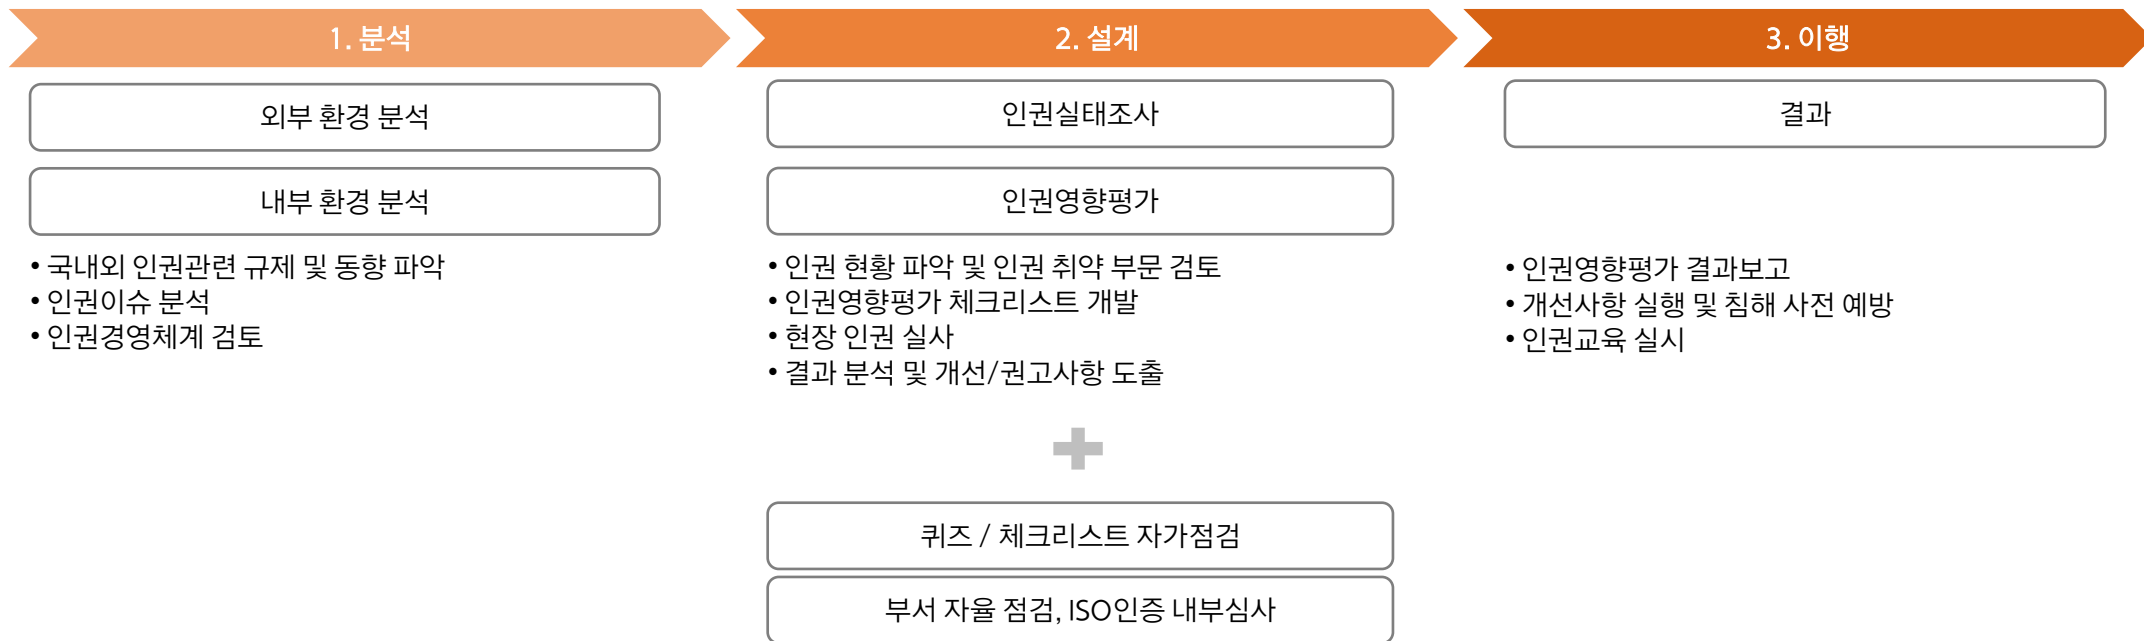 1. 분석
외부 환경 분석
내부 환경 분석
• 국내외 인권관련 규제 및 동향 파악
• 인권이슈 분석
• 인권경영체계 검토
2. 설계
인권실태조사
인권영향평가
• 인권 현황 파악 및 인권 취약 부문 검토
• 인권영향평가 체크리스트 개발
• 현장 인권 실사
• 결과 분석 및 개선/권고사항 도출
퀴즈 / 체크리스트 자가점검
부서 자율 점검, ISO인증 내부심사
3. 이행
결과
• 인권영향평가 결과보고
• 개선사항 실행 및 침해 사전 예방
• 인권교육 실시